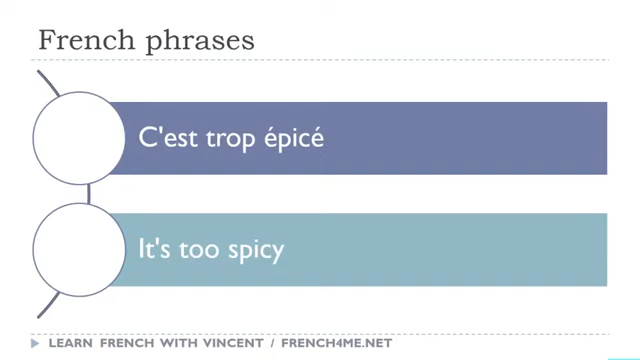 French phrases
C'est trop épicé
It's too spicy
LEARN FRENCH WITH VINCENT / FRENCH4ME.NET